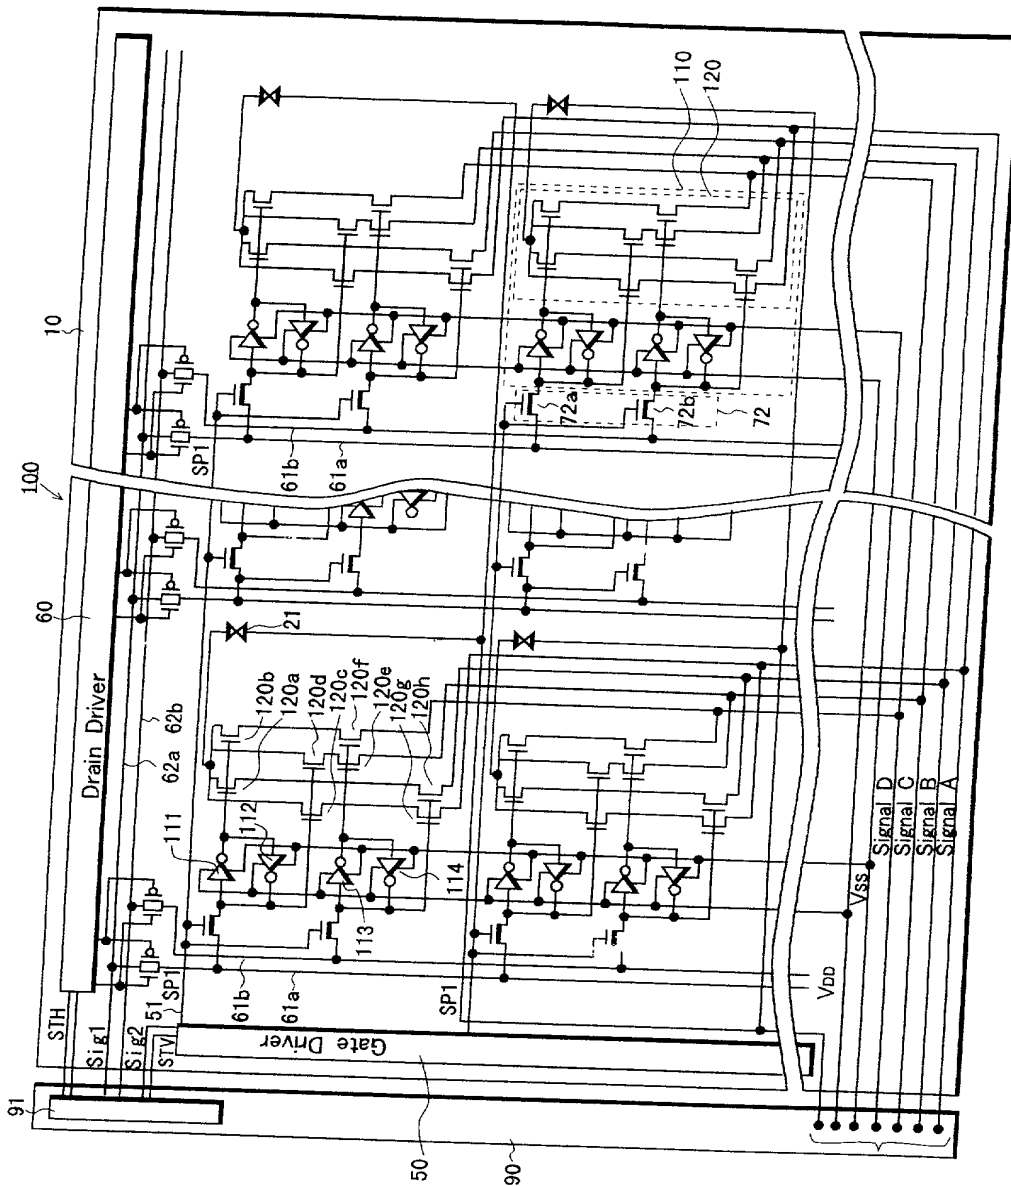 100
10
60
Drain Driver
62a
62b
STH
Sig1
Sig2
STV
51
SP1
SP1
91
111
112
113
114
120b
120a
120d
120c
120f
120e
120g
120h
21
61b
61a
61b
61a
110
120
72a
72b
72
SP1
Gate Driver
50
90
VDD
VSS
Signal D
Signal C
Signal B
Signal A